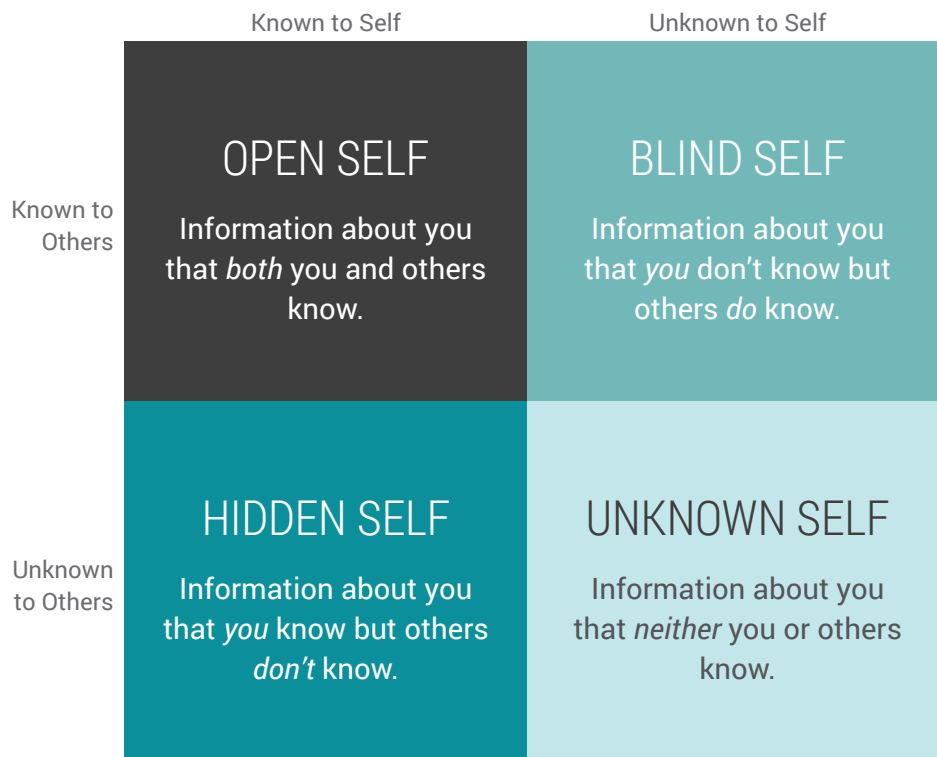 Known to Self
Unknown to Self
Known to
Others
OPEN SELF
Information about you
that both you and others
know.
BLIND SELF
Information about you
that you don't know but
others do know.
Unknown
to Others
HIDDEN SELF
Information about you
that you know but others
don't know.
UNKNOWN SELF
Information about you
that neither you or others
know.